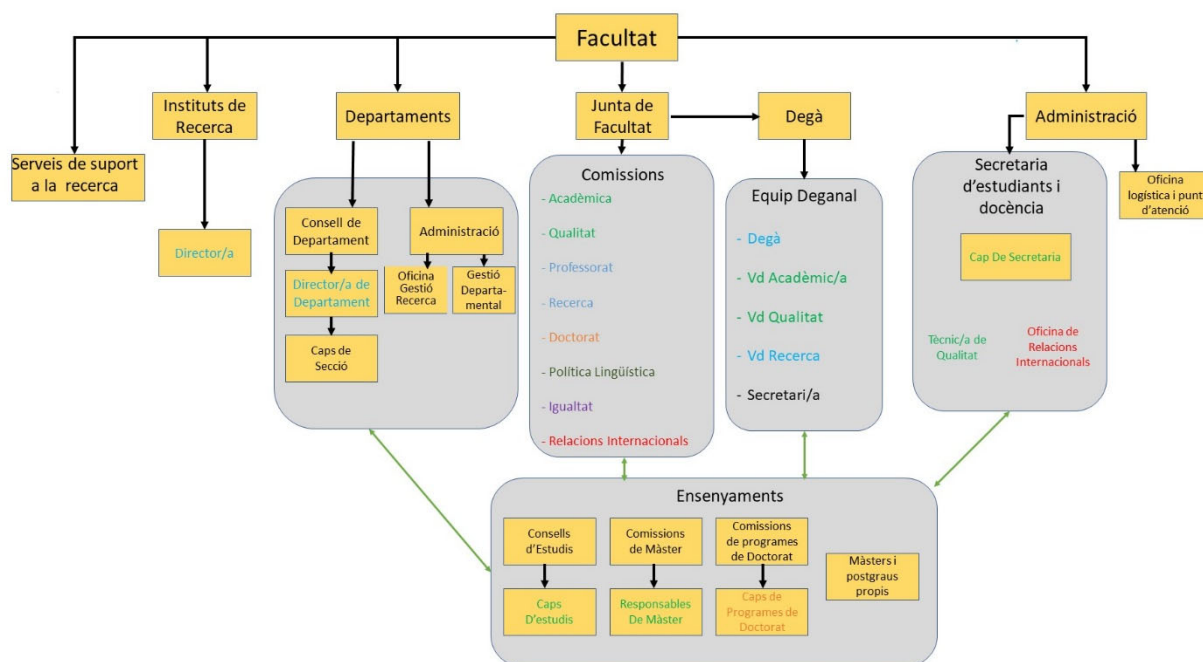 Facultat
Serveis de suport
a la recerca
Instituts de
Recerca
Director/a
Departaments
Consell de
Departament
Director/a de
Departament
Caps de
Secció
Administració
Oficina
Gestió
Recerca
Gestió
Departa-
mental
Junta de
Facultat
Comissions
- Acadèmica
- Qualitat
- Professorat
- Recerca
- Doctorat
- Política Lingüística
- Igualtat
- Relacions Internacionals
Degà
Equip Deganal
- Degà
- Vd Acadèmic/a
- Vd Qualitat
- Vd Recerca
- Secretari/a
Administració
Secretaria
d'estudiants i
docència
Cap De Secretaria
Tècnic/a de
Qualitat
Oficina de
Relacions
Internacionals
Oficina
logística i punt
d'atenció
Ensenyaments
Consells
d'Estudis
Caps
D'estudis
Comissions
de Màster
Responsables
De Màster
Comissions
de programes
de Doctorat
Caps de
Programes de
Doctorat
Màsters i
postgraus
propis